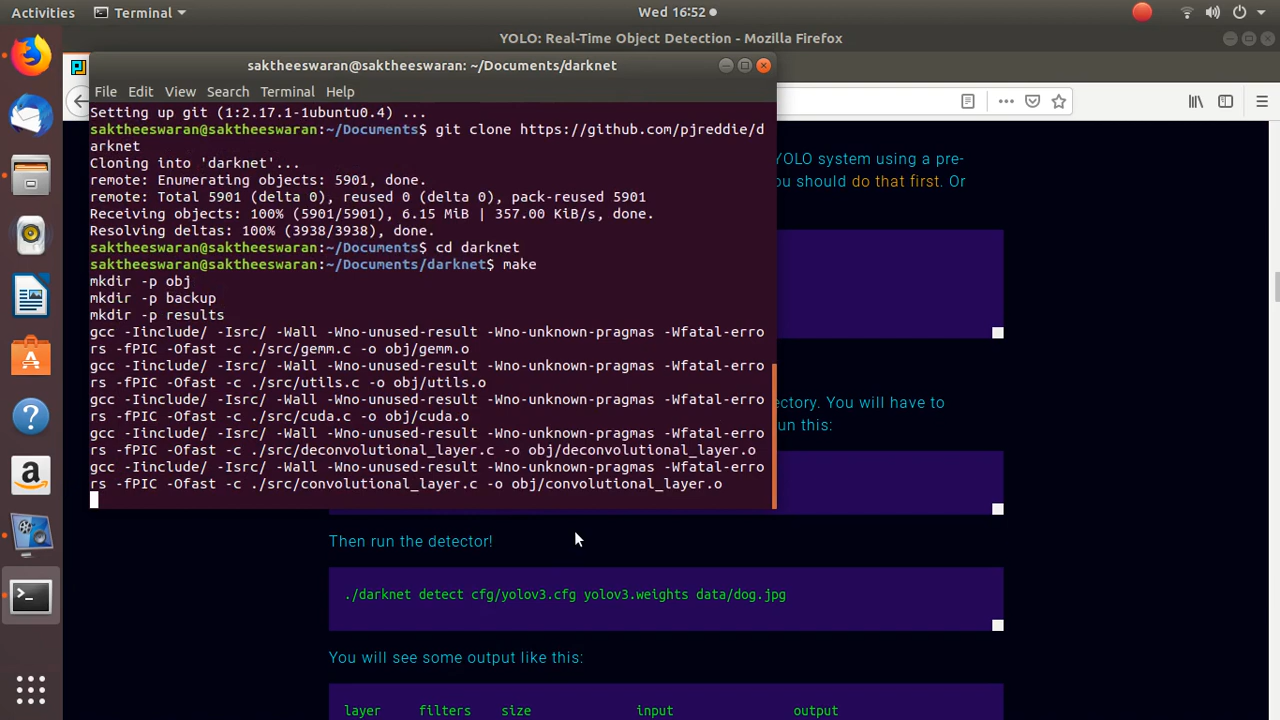 Activities
Terminal
Wed 16:52
YOLO: Real-Time Object Detection - Mozilla Firefox
saktheeswaran@saktheeswaran: ~/Documents/darknet
File Edit View Search Terminal Help
Setting up git (1:2.17.1-1ubuntu0.4) ...
saktheeswaran@saktheeswaran:~/Documents$ git clone https://github.com/pjreddie/d
arknet
Cloning into 'darknet'...
remote: Enumerating objects: 5901, done.
remote: Total 5901 (delta 0), reused 0 (delta 0), pack-reused 5901
Receiving objects: 100% (5901/5901), 6.15 MiB | 357.00 KiB/s, done.
Resolving deltas: 100% (3938/3938), done.
saktheeswaran@saktheeswaran:~/Documents$ cd darknet
saktheeswaran@saktheeswaran:~/Documents/darknet$ make
mkdir -p obj
mkdir -p backup
mkdir -p results
gcc -Iinclude/ -Isrc/ -Wall -Wno-unused-result -Wno-unknown-pragmas -Wfatal-erro
rs -fPIC -Ofast -c ./src/gemm.c -o obj/gemm.o
gcc -Iinclude/ -Isrc/ -Wall -Wno-unused-result -Wno-unknown-pragmas -Wfatal-erro
rs -fPIC -Ofast -c ./src/utils.c -o obj/utils.o
gcc -Iinclude/ -Isrc/ -Wall -Wno-unused-result -Wno-unknown-pragmas -Wfatal-erro
rs -fPIC -Ofast -c ./src/cuda.c -o obj/cuda.o
gcc -Iinclude/ -Isrc/ -Wall -Wno-unused-result -Wno-unknown-pragmas -Wfatal-erro
rs -fPIC -Ofast -c ./src/deconvolutional_layer.c -o obj/deconvolutional_layer.o
gcc -Iinclude/ -Isrc/ -Wall -Wno-unused-result -Wno-unknown-pragmas -Wfatal-erro
rs -fPIC -Ofast -c ./src/convolutional_layer.c -o obj/convolutional_layer.o
YOLO system using a pre-
ou should do that first. Or
ectory. You will have to
un this:
Then run the detector!
./darknet detect cfg/yolov3.cfg yolov3.weights data/dog.jpg
You will see some output like this:
layer filters size input output